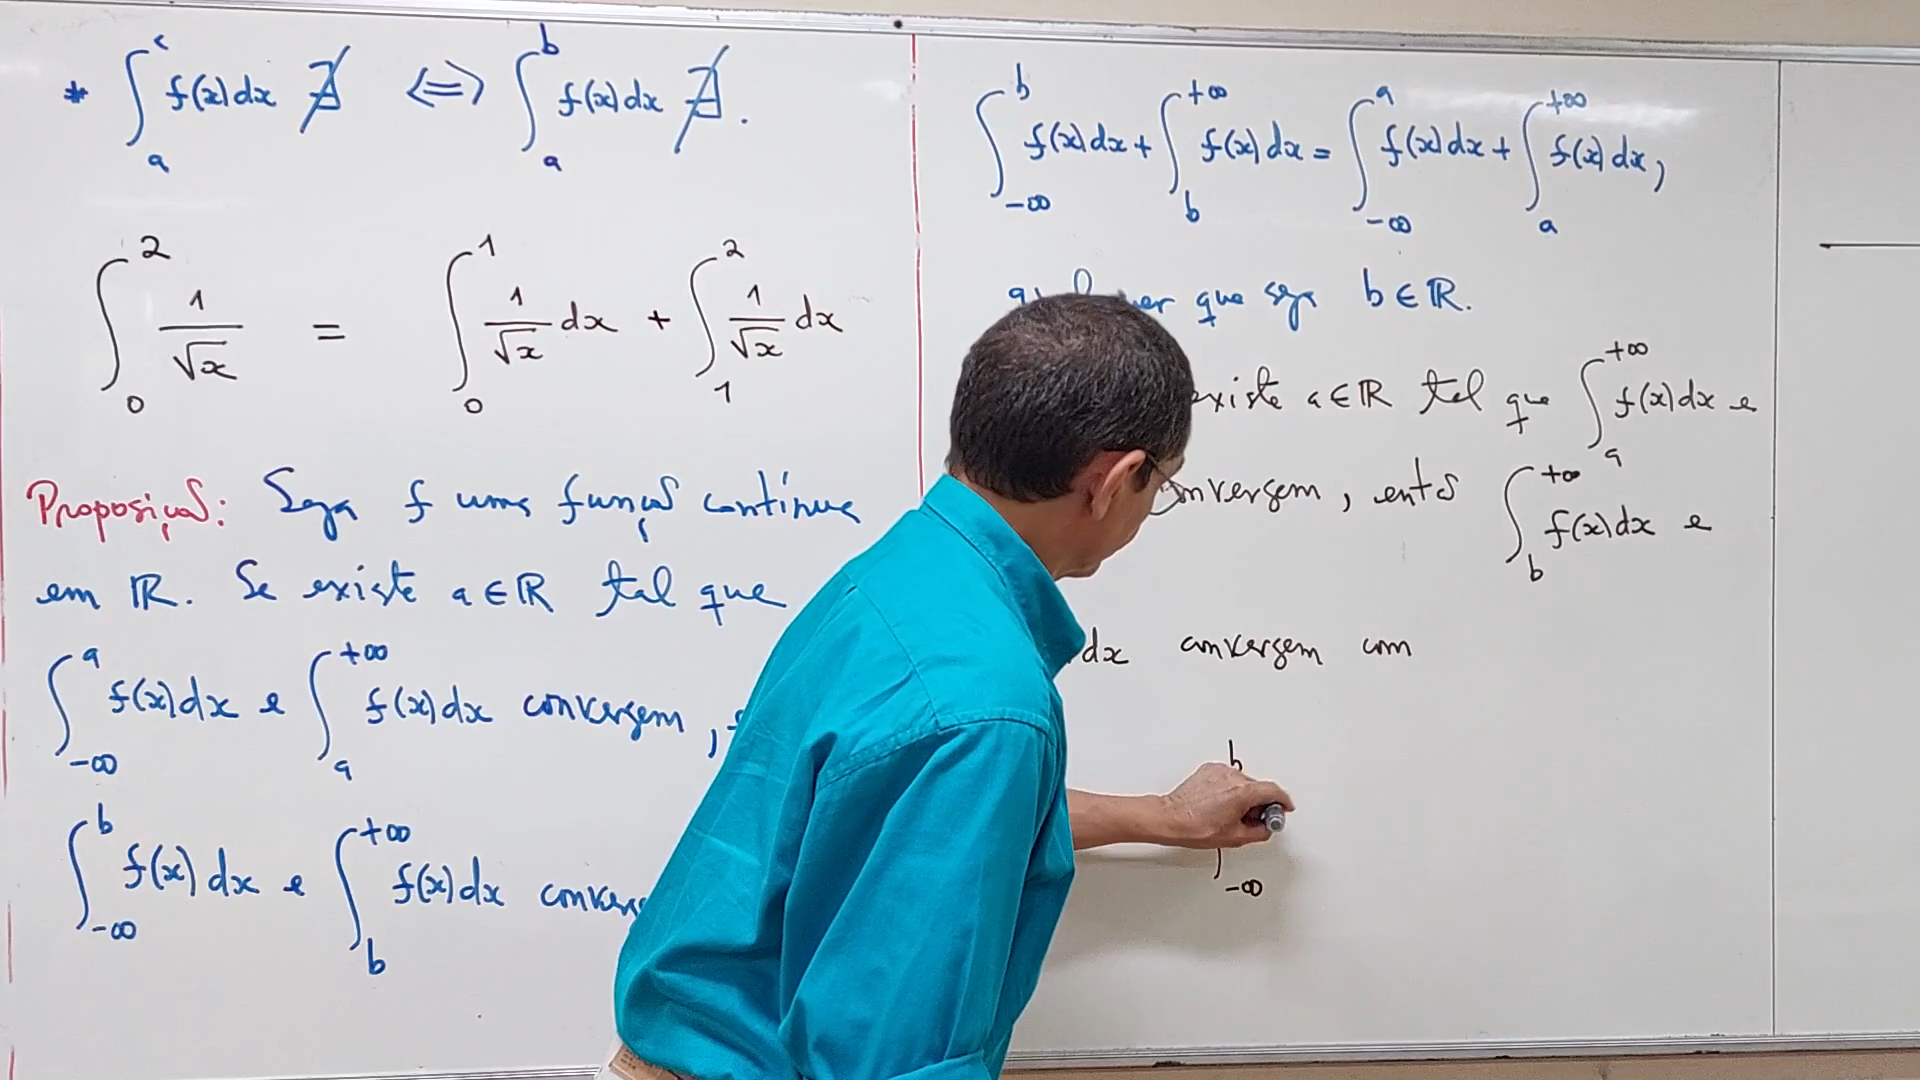 * ∫_a^c f(x)dx ∄ ⟺ ∫_a^b f(x)dx ∄.
∫_0^2 1/√x = ∫_0^1 1/√x dx + ∫_1^2 1/√x dx
Proposição: Seja f uma função contínua
em ℝ. Se existe a ∈ ℝ tal que
∫_{-∞}^a f(x)dx e ∫_a^{+∞} f(x)dx convergem,
∫_{-∞}^b f(x)dx e ∫_b^{+∞} f(x)dx
∫_{-∞}^b f(x)dx + ∫_b^{+∞} f(x)dx = ∫_{-∞}^a f(x)dx + ∫_a^{+∞} f(x)dx,
que seja b ∈ ℝ.
existe a ∈ ℝ tal que ∫_a^{+∞} f(x)dx e
convergem, então ∫_b^{+∞} f(x)dx e
dx convergem com
b
-∞